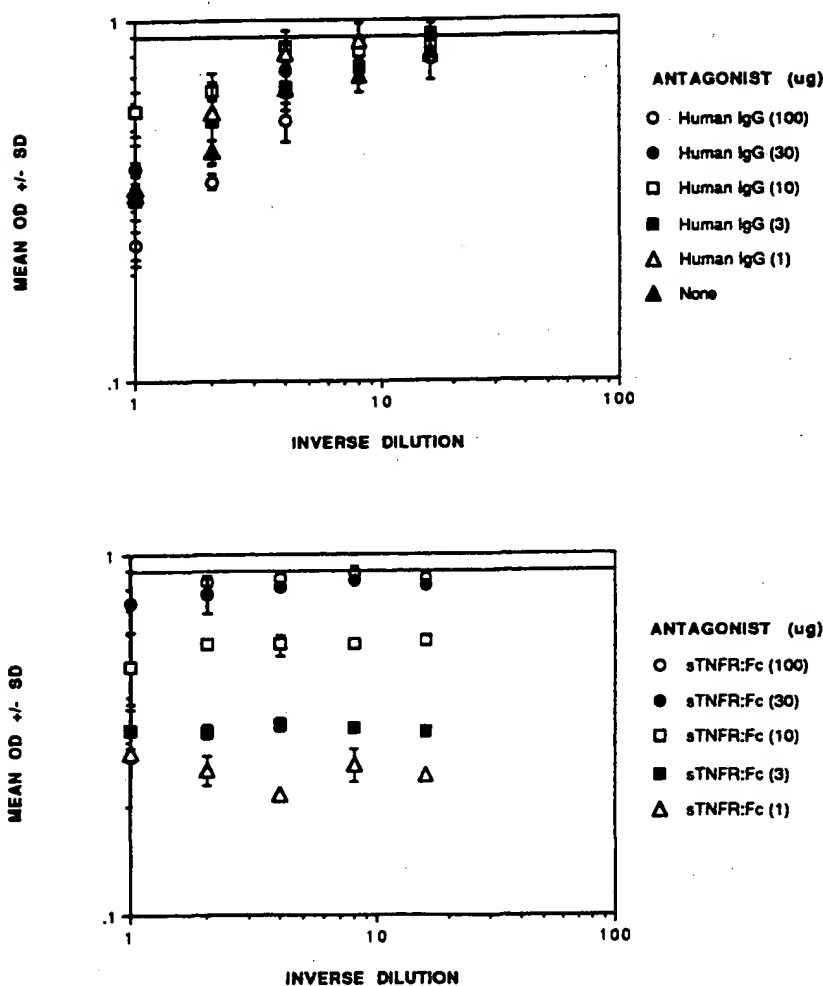 1
.1
1
10
100
MEAN OD +/- SD
INVERSE DILUTION
ANTAGONIST (ug)
Human IgG (100)
Human IgG (30)
Human IgG (10)
Human IgG (3)
Human IgG (1)
None
1
.1
1
10
100
MEAN OD +/- SD
INVERSE DILUTION
ANTAGONIST (ug)
sTNFR:Fc (100)
sTNFR:Fc (30)
sTNFR:Fc (10)
sTNFR:Fc (3)
sTNFR:Fc (1)